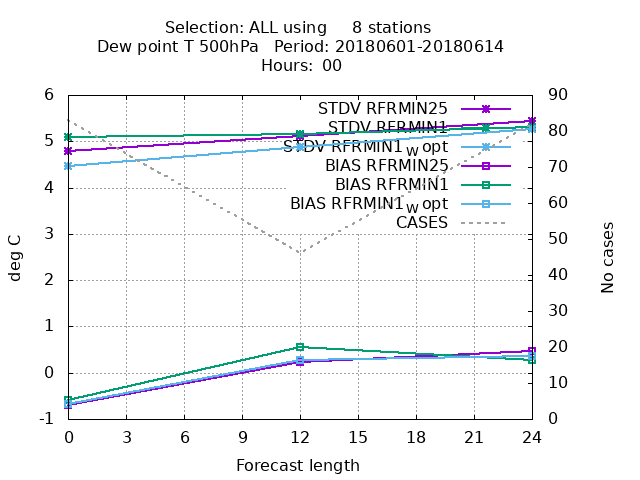 Selection: ALL using 8 stations
Dew point T 500hPa Period: 20180601-20180614
Hours: 00
6
5
4
3
2
1
0
-1
deg C
90
80
70
60
50
40
30
20
10
0
No cases
STDV RFRMIN25
STDV RFRMIN1
STDV RFRMIN1w opt
BIAS RFRMIN25
BIAS RFRMIN1
BIAS RFRMIN1w opt
CASES
0 3 6 9 12 15 18 21 24
Forecast length